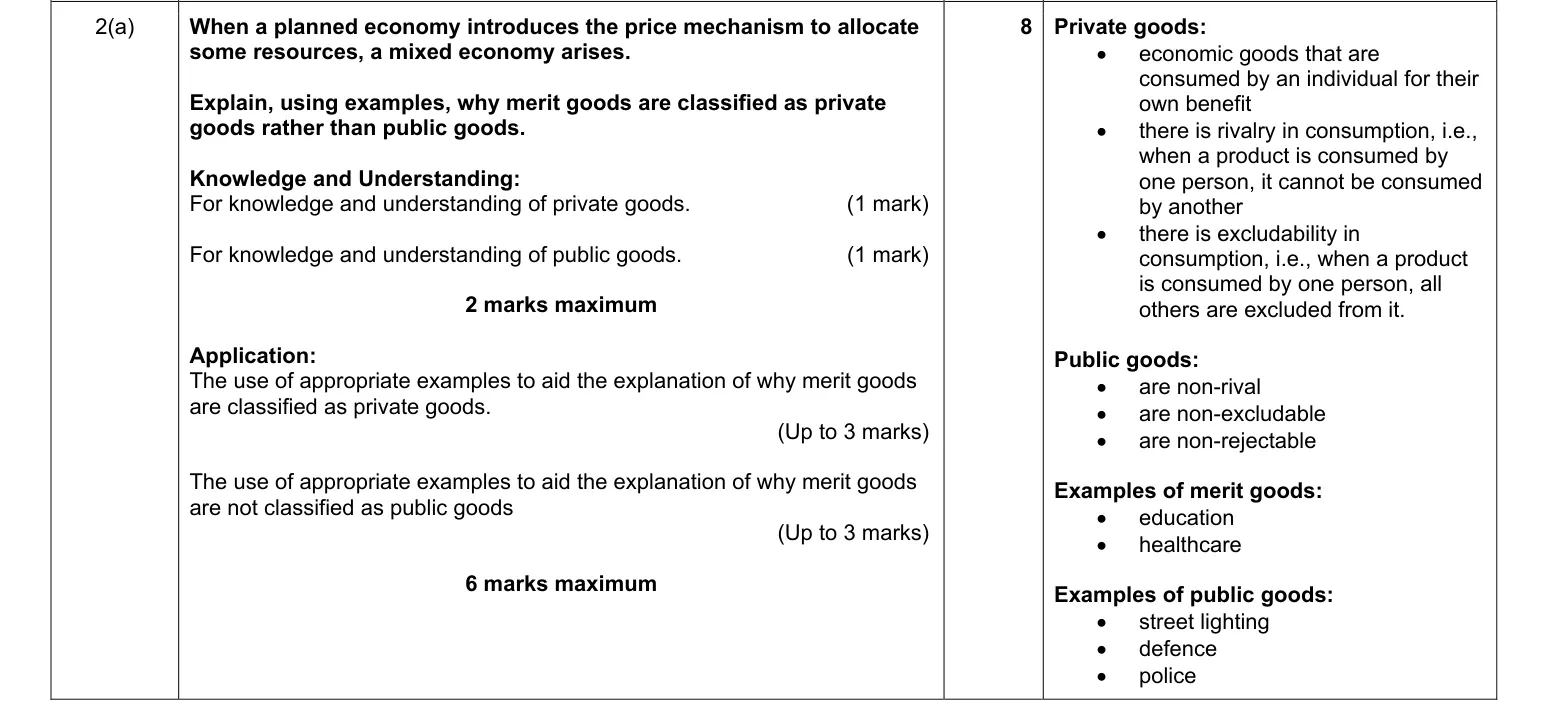 2(a)
When a planned economy introduces the price mechanism to allocate
some resources, a mixed economy arises.
Explain, using examples, why merit goods are classified as private
goods rather than public goods.
Knowledge and Understanding:
For knowledge and understanding of private goods. (1 mark)
For knowledge and understanding of public goods. (1 mark)
2 marks maximum
Application:
The use of appropriate examples to aid the explanation of why merit goods
are classified as private goods.
(Up to 3 marks)
The use of appropriate examples to aid the explanation of why merit goods
are not classified as public goods
(Up to 3 marks)
6 marks maximum
8
Private goods:
• economic goods that are
consumed by an individual for their
own benefit
• there is rivalry in consumption, i.e.,
when a product is consumed by
one person, it cannot be consumed
by another
• there is excludability in
consumption, i.e., when a product
is consumed by one person, all
others are excluded from it.
Public goods:
• are non-rival
• are non-excludable
• are non-rejectable
Examples of merit goods:
• education
• healthcare
Examples of public goods:
• street lighting
• defence
• police